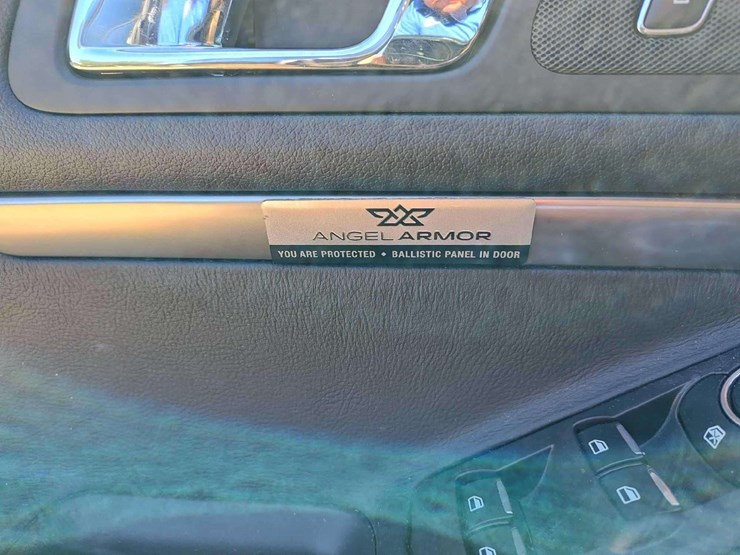 ANGEL ARMOR
YOU ARE PROTECTED • BALLISTIC PANEL IN DOOR